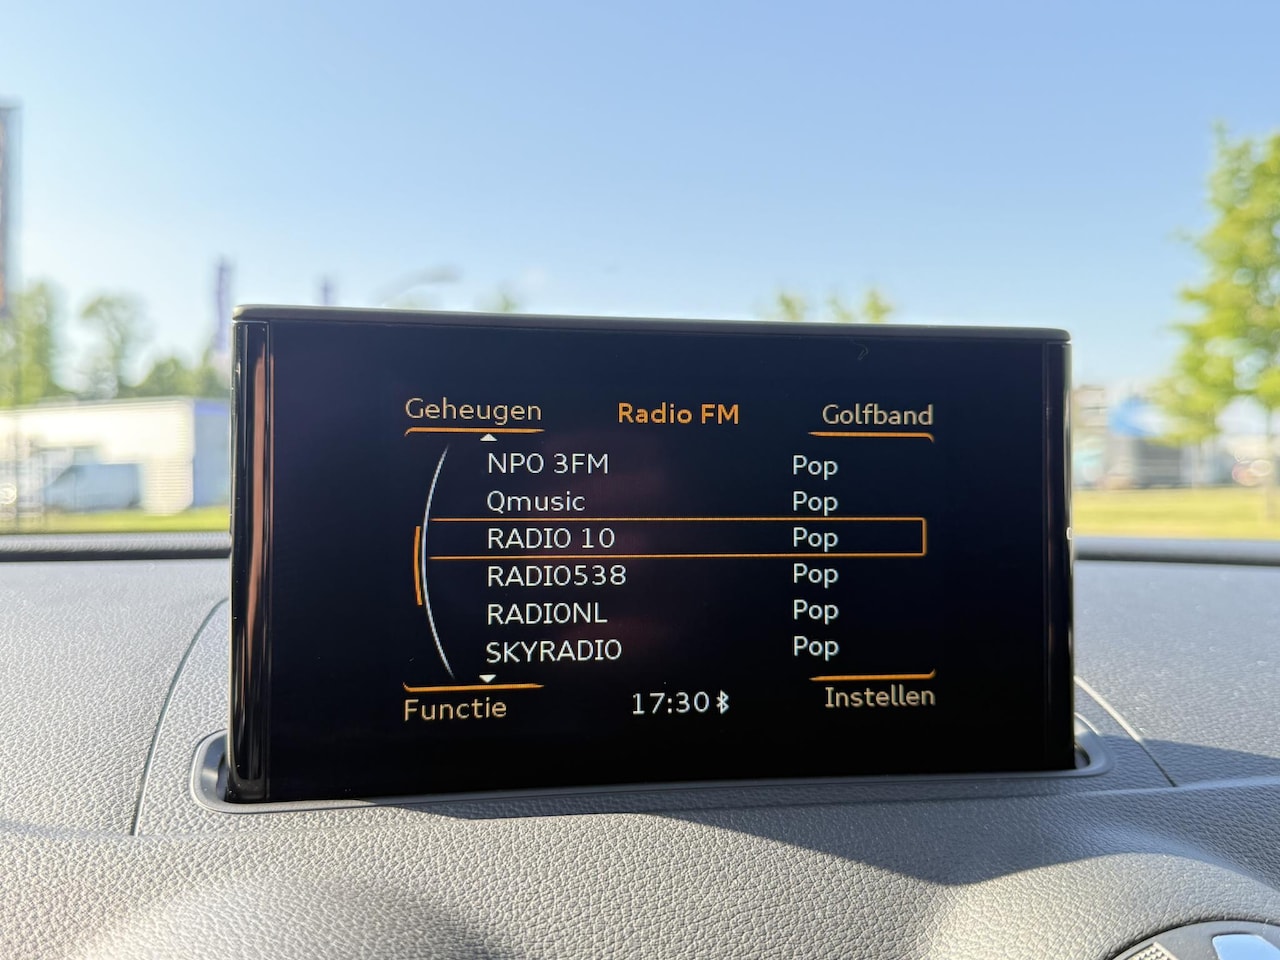 Geheugen Radio FM Golfband
NPO 3FM Pop
Qmusic Pop
RADIO 10 Pop
RADIO538 Pop
RADIONL Pop
SKYRADIO Pop
Functie 17:30 Instellen